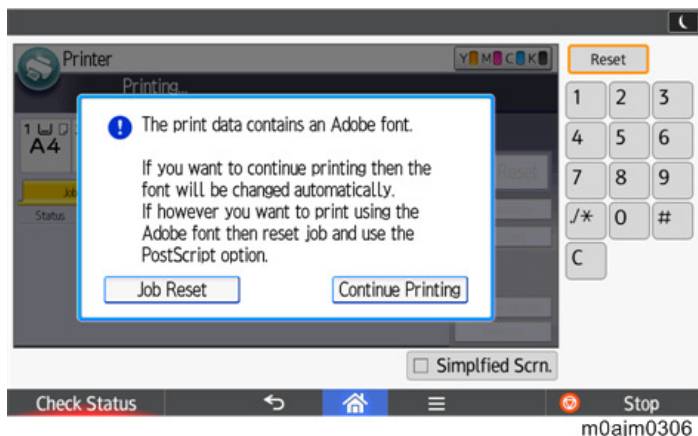 Printer
Y M C K
Reset
Printing...
1
A4
The print data contains an Adobe font.
If you want to continue printing then the
font will be changed automatically.
If however you want to print using the
Adobe font then reset job and use the
PostScript option.
Job Reset
Continue Printing
Job
Status
Reset
1 2 3
4 5 6
7 8 9
./* 0 #
C
Simplfied Scrn.
Check Status
Stop
m0aim0306